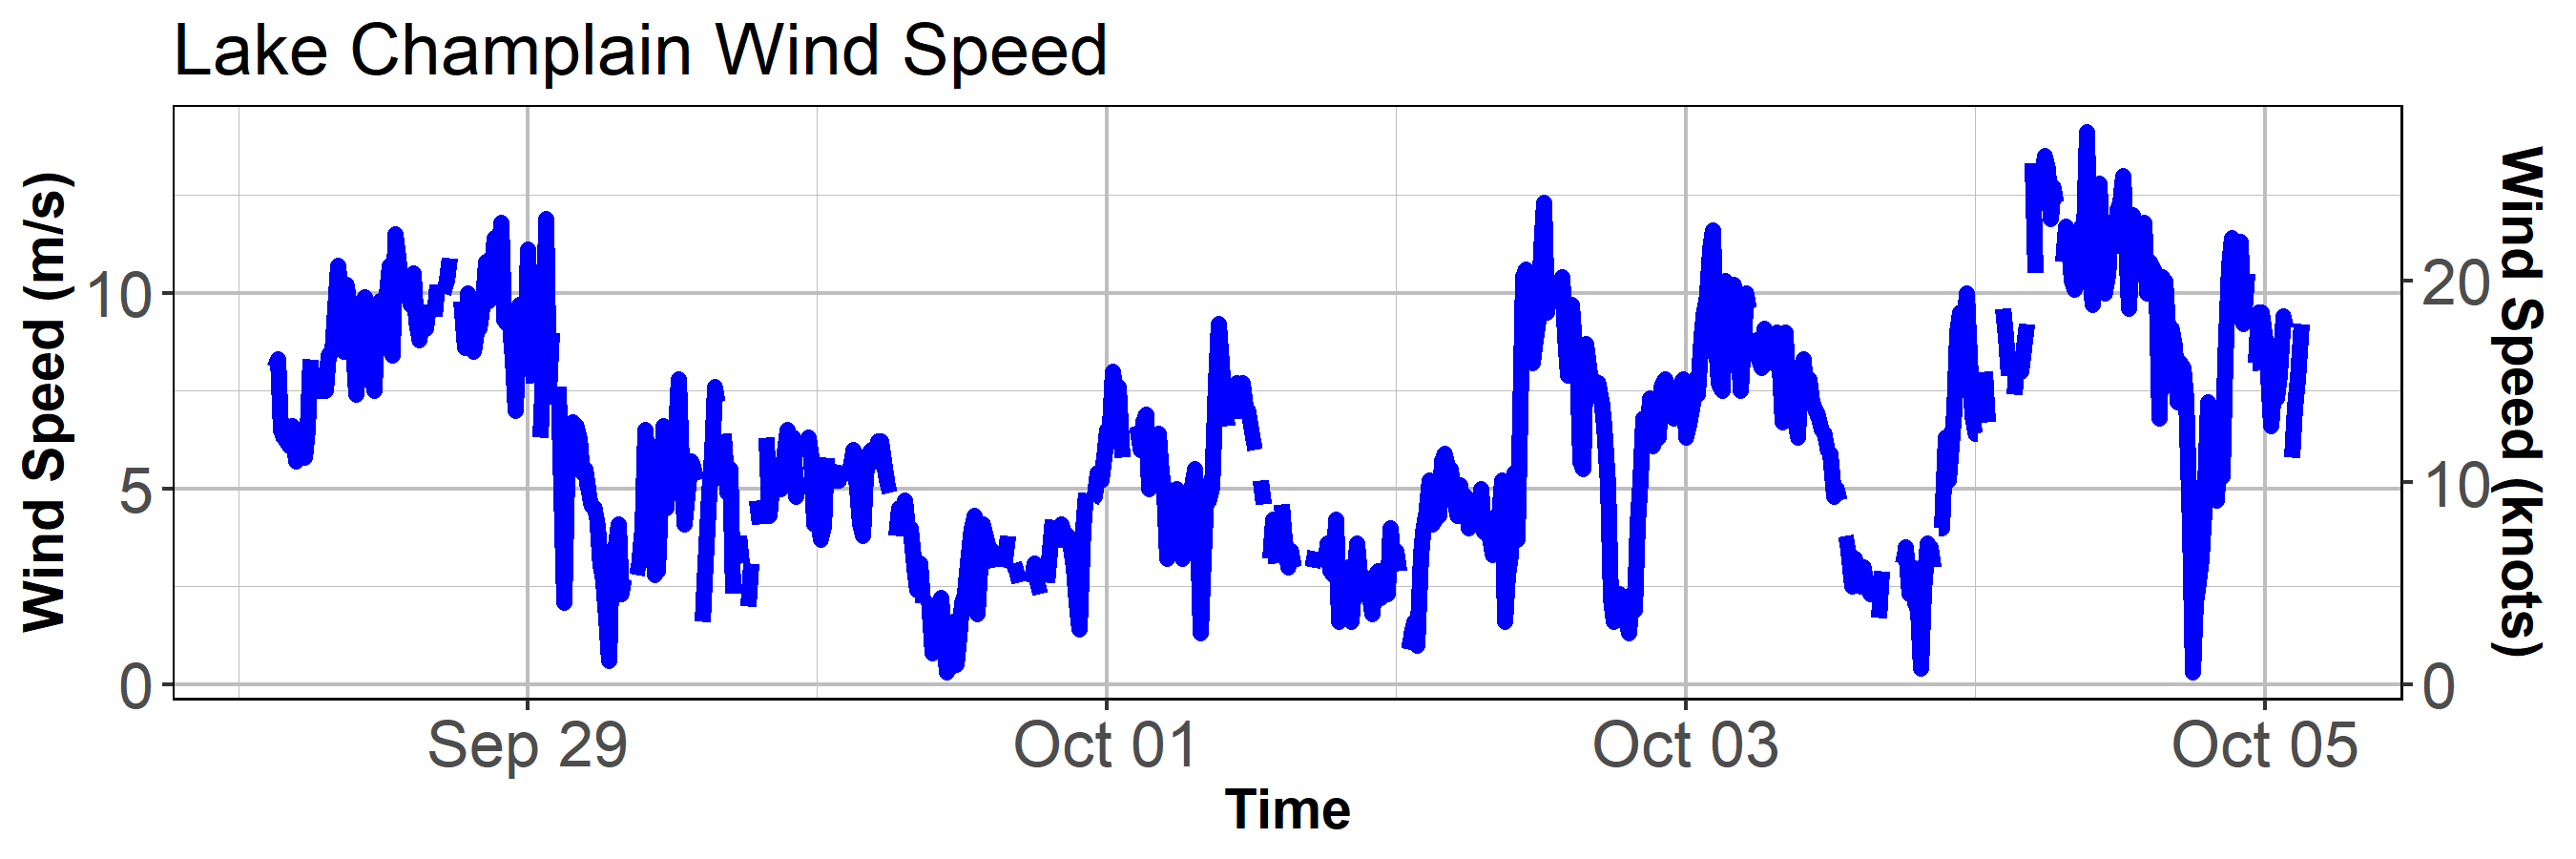 Lake Champlain Wind Speed
Wind Speed (m/s)
10
5
0
20
10
0
Wind Speed (knots)
Sep 29
Oct 01
Oct 03
Oct 05
Time